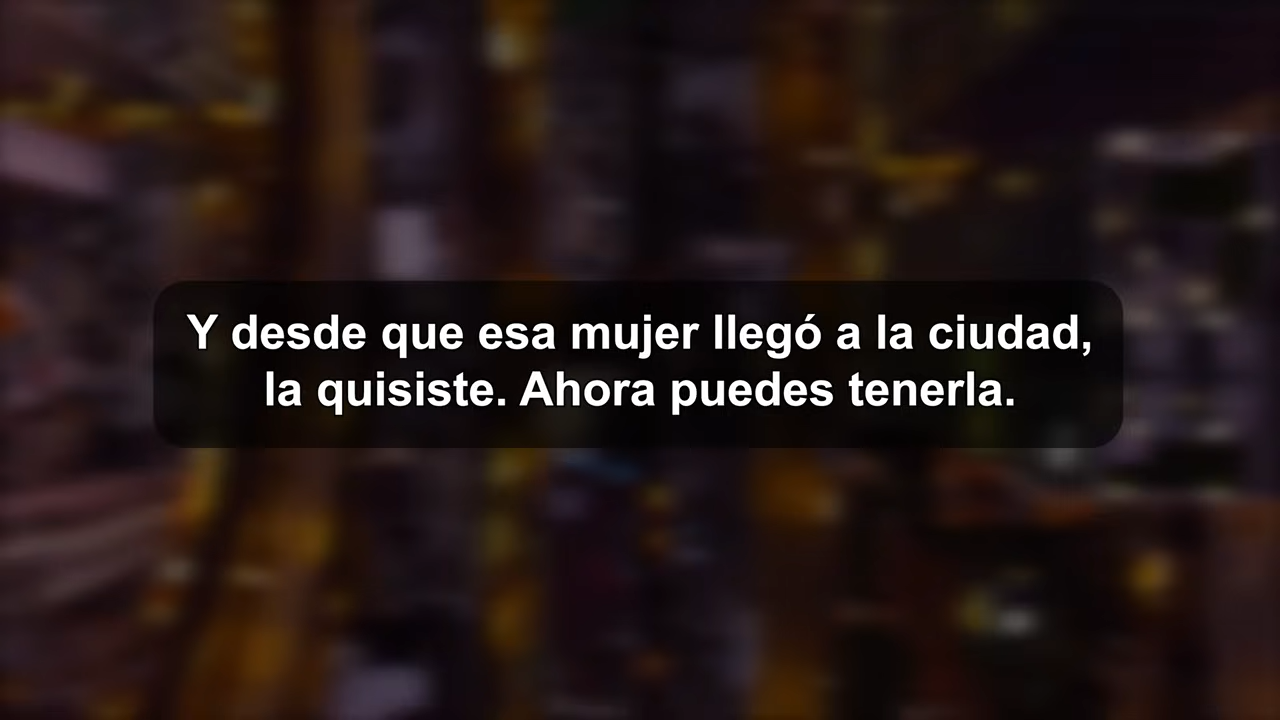 Y desde que esa mujer llegó a la ciudad,
la quisiste. Ahora puedes tenerla.